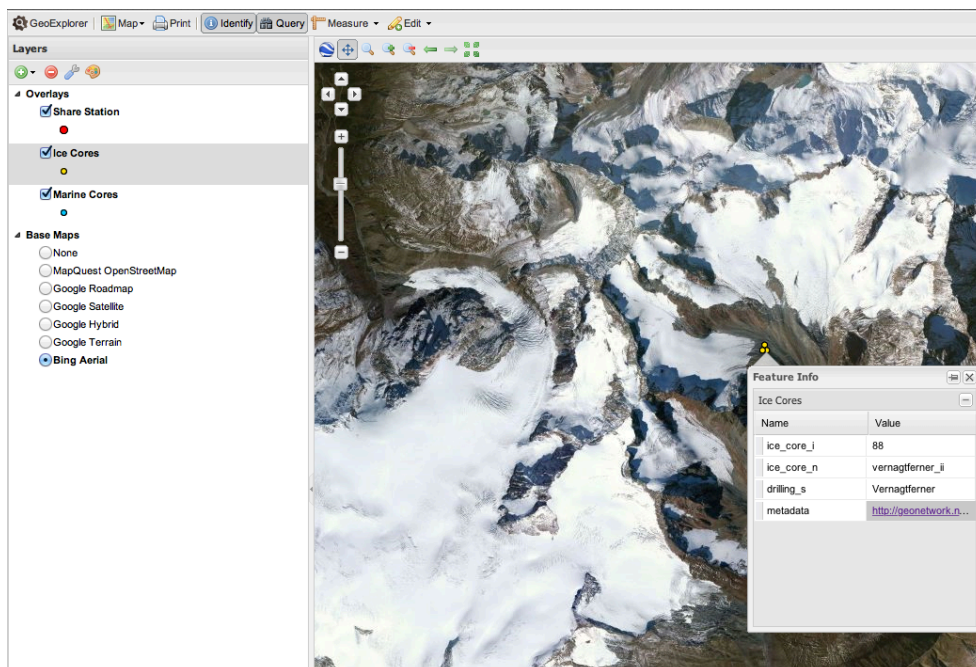 GeoExplorer Map Print Identify Query Measure Edit
Layers
Overlays
Share Station
Ice Cores
Marine Cores
Base Maps
None
MapQuest OpenStreetMap
Google Roadmap
Google Satellite
Google Hybrid
Google Terrain
Bing Aerial
Feature Info
Ice Cores
Name Value
ice_core_i 88
ice_core_n vernagtferner_ii
drilling_s Vernagtferner
metadata http://geonetwork.n...